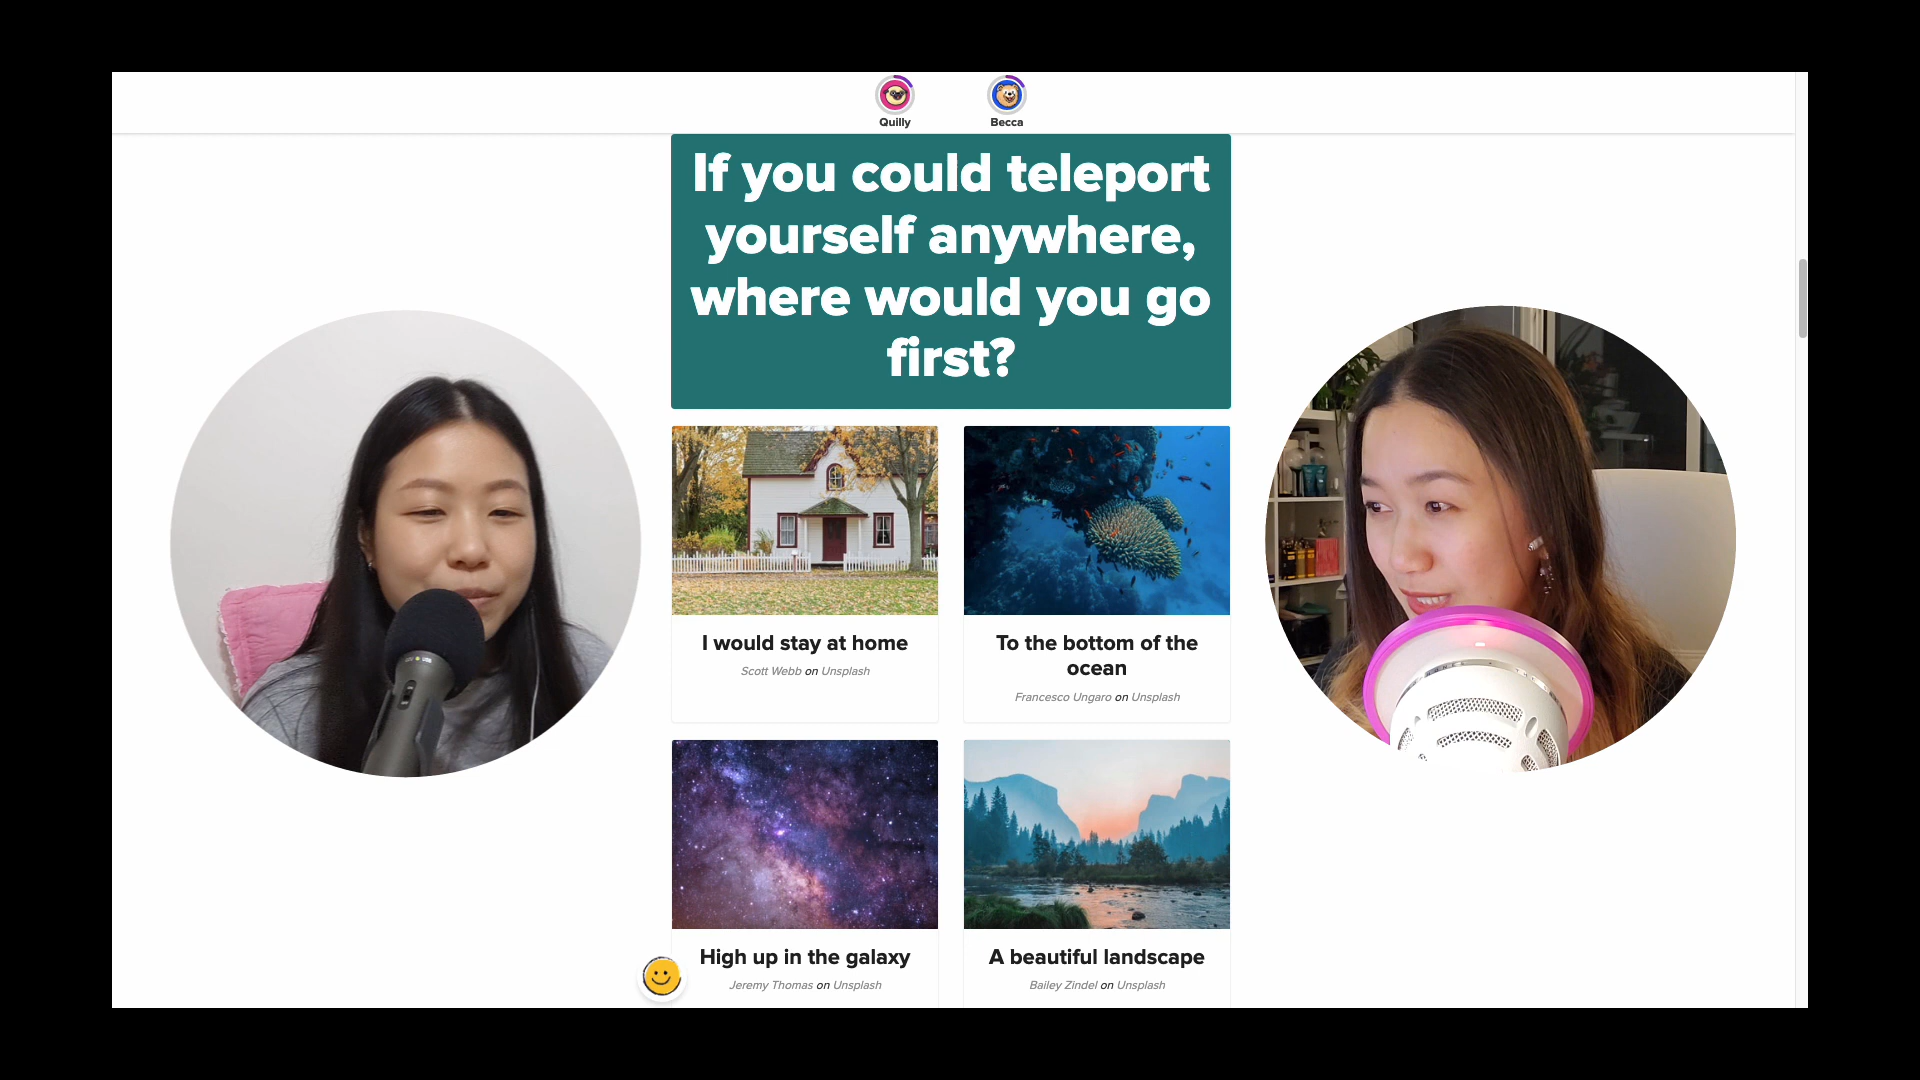 Quilly
Becca
If you could teleport
yourself anywhere,
where would you go
first?
I would stay at home
Scott Webb on Unsplash
To the bottom of the
ocean
Francesco Ungaro on Unsplash
High up in the galaxy
Jeremy Thomas on Unsplash
A beautiful landscape
Bailey Zindel on Unsplash